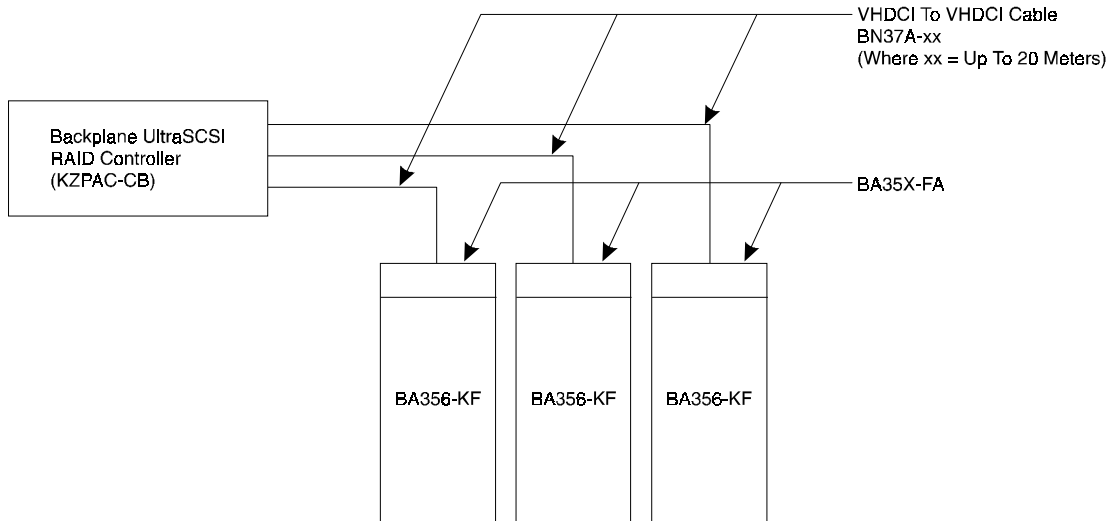 VHDCI To VHDCI Cable
BN37A-xx
(Where xx = Up To 20 Meters)
Backplane UltraSCSI
RAID Controller
(KZPAC-CB)
BA35X-FA
BA356-KF
BA356-KF
BA356-KF